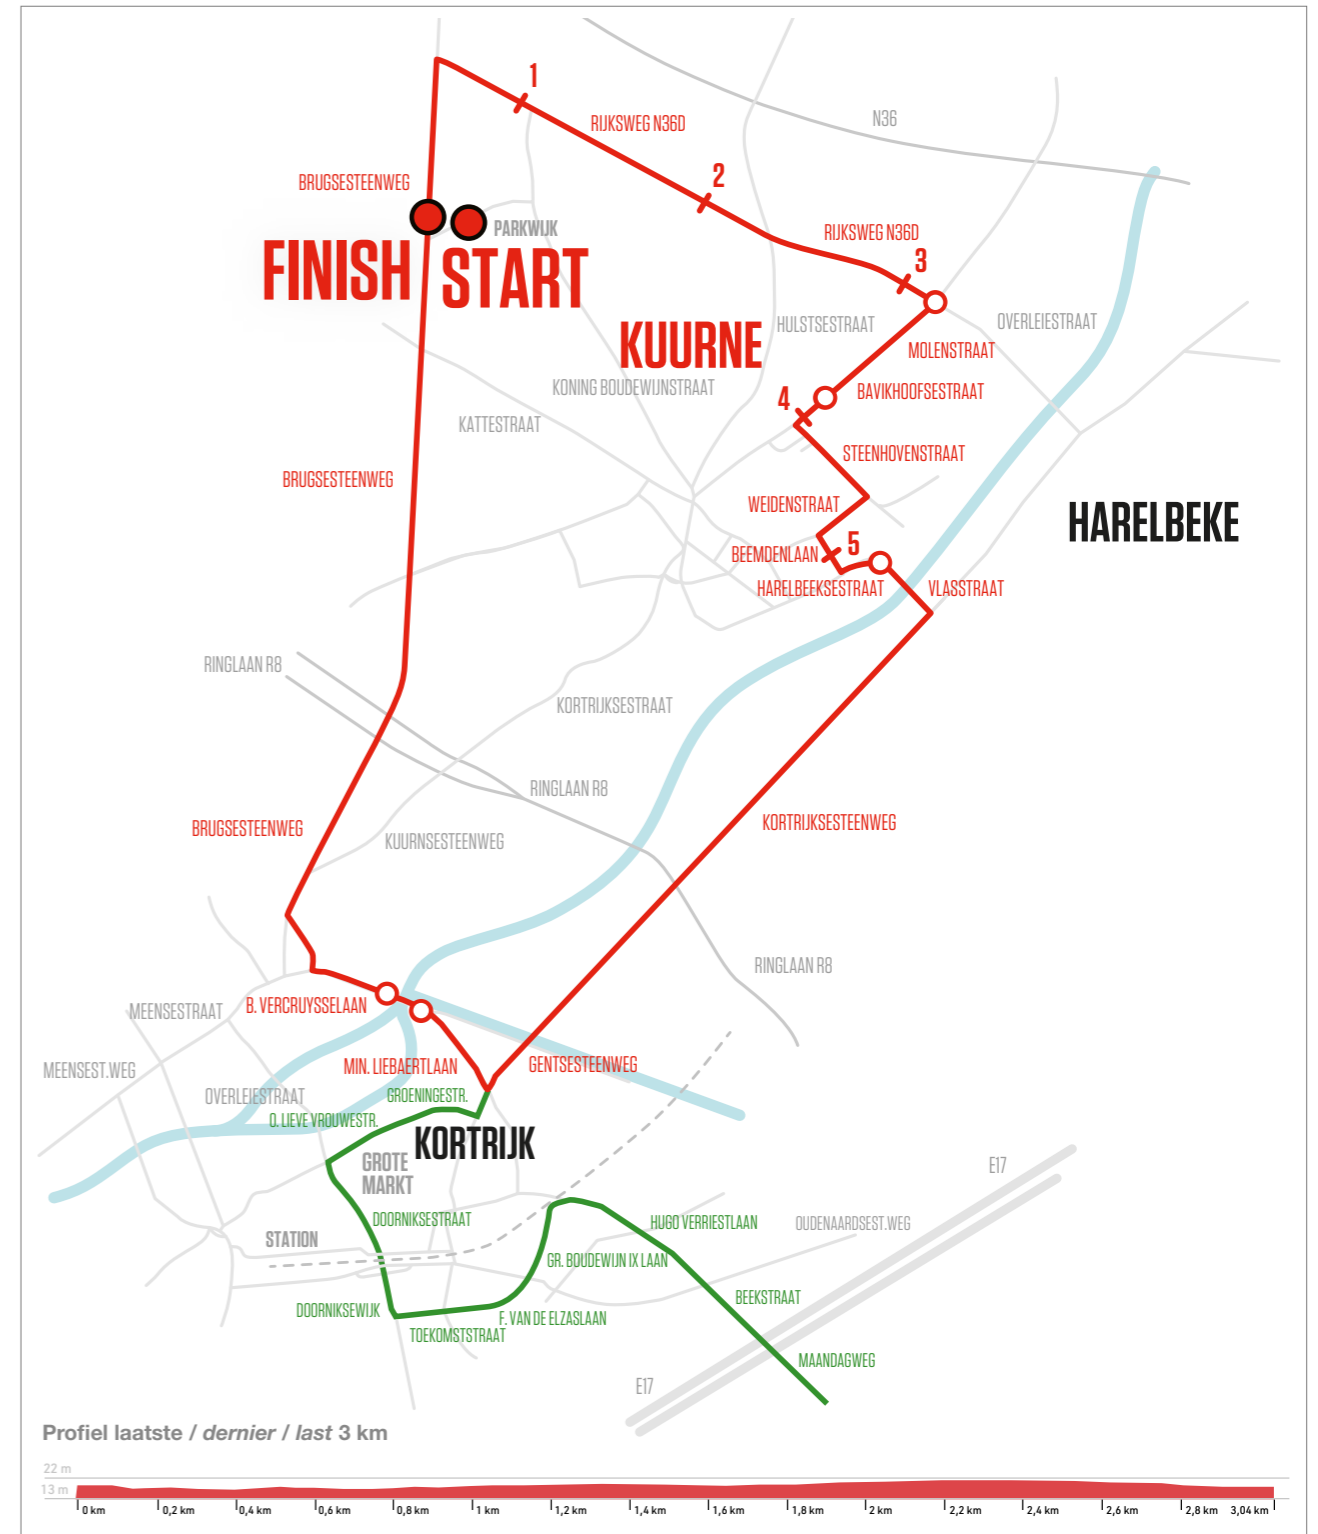 1
RIJKSWEG N36D
N36
2
BRUGSESTEENWEG
PARKWIJK
RIJKSWEG N36D
FINISH
START
3
KUURNE
HULSTSESTRAAT
OVERLEIESTRAAT
MOLENSTRAAT
KONING BOUDEWIJNSTRAAT
BAVIKHOOFSESTRAAT
4
KATTESTRAAT
STEENHOVENSTRAAT
BRUGSESTEENWEG
WEIDENSTRAAT
HARELBEKE
BEEMDENLAAN
5
HARELBEEKSESTRAAT
VLASSTRAAT
RINGLAAN R8
KORTRIJKSESTRAAT
RINGLAAN R8
BRUGSESTEENWEG
KUURNSESTEENWEG
KORTRIJKSESTEENWEG
RINGLAAN R8
B. VERCRUYSSELAAN
MEENSESTRAAT
MEENSEST.WEG
MIN. LIEBAERTLAAN
GENTSESTEENWEG
OVERLEIESTRAAT
GROENINGESTR.
O. LIEVE VROUWESTR.
KORTRIJK
GROTE
MARKT
E17
DOORNIKSESTRAAT
HUGO VERRIESTLAAN
OUDENAARDSEST.WEG
STATION
GR. BOUDEWIJN IX LAAN
BEEKSTRAAT
DOORNIKSEWIJK
F. VAN DE ELZASLAAN
TOEKOMSTSTRAAT
MAANDAGWEG
E17
Profiel laatste / dernier / last 3 km
22 m
13 m
0 km
0,2 km
0,4 km
0,6 km
0,8 km
1 km
1,2 km
1,4 km
1,6 km
1,8 km
2 km
2,2 km
2,4 km
2,6 km
2,8 km
3,04 km